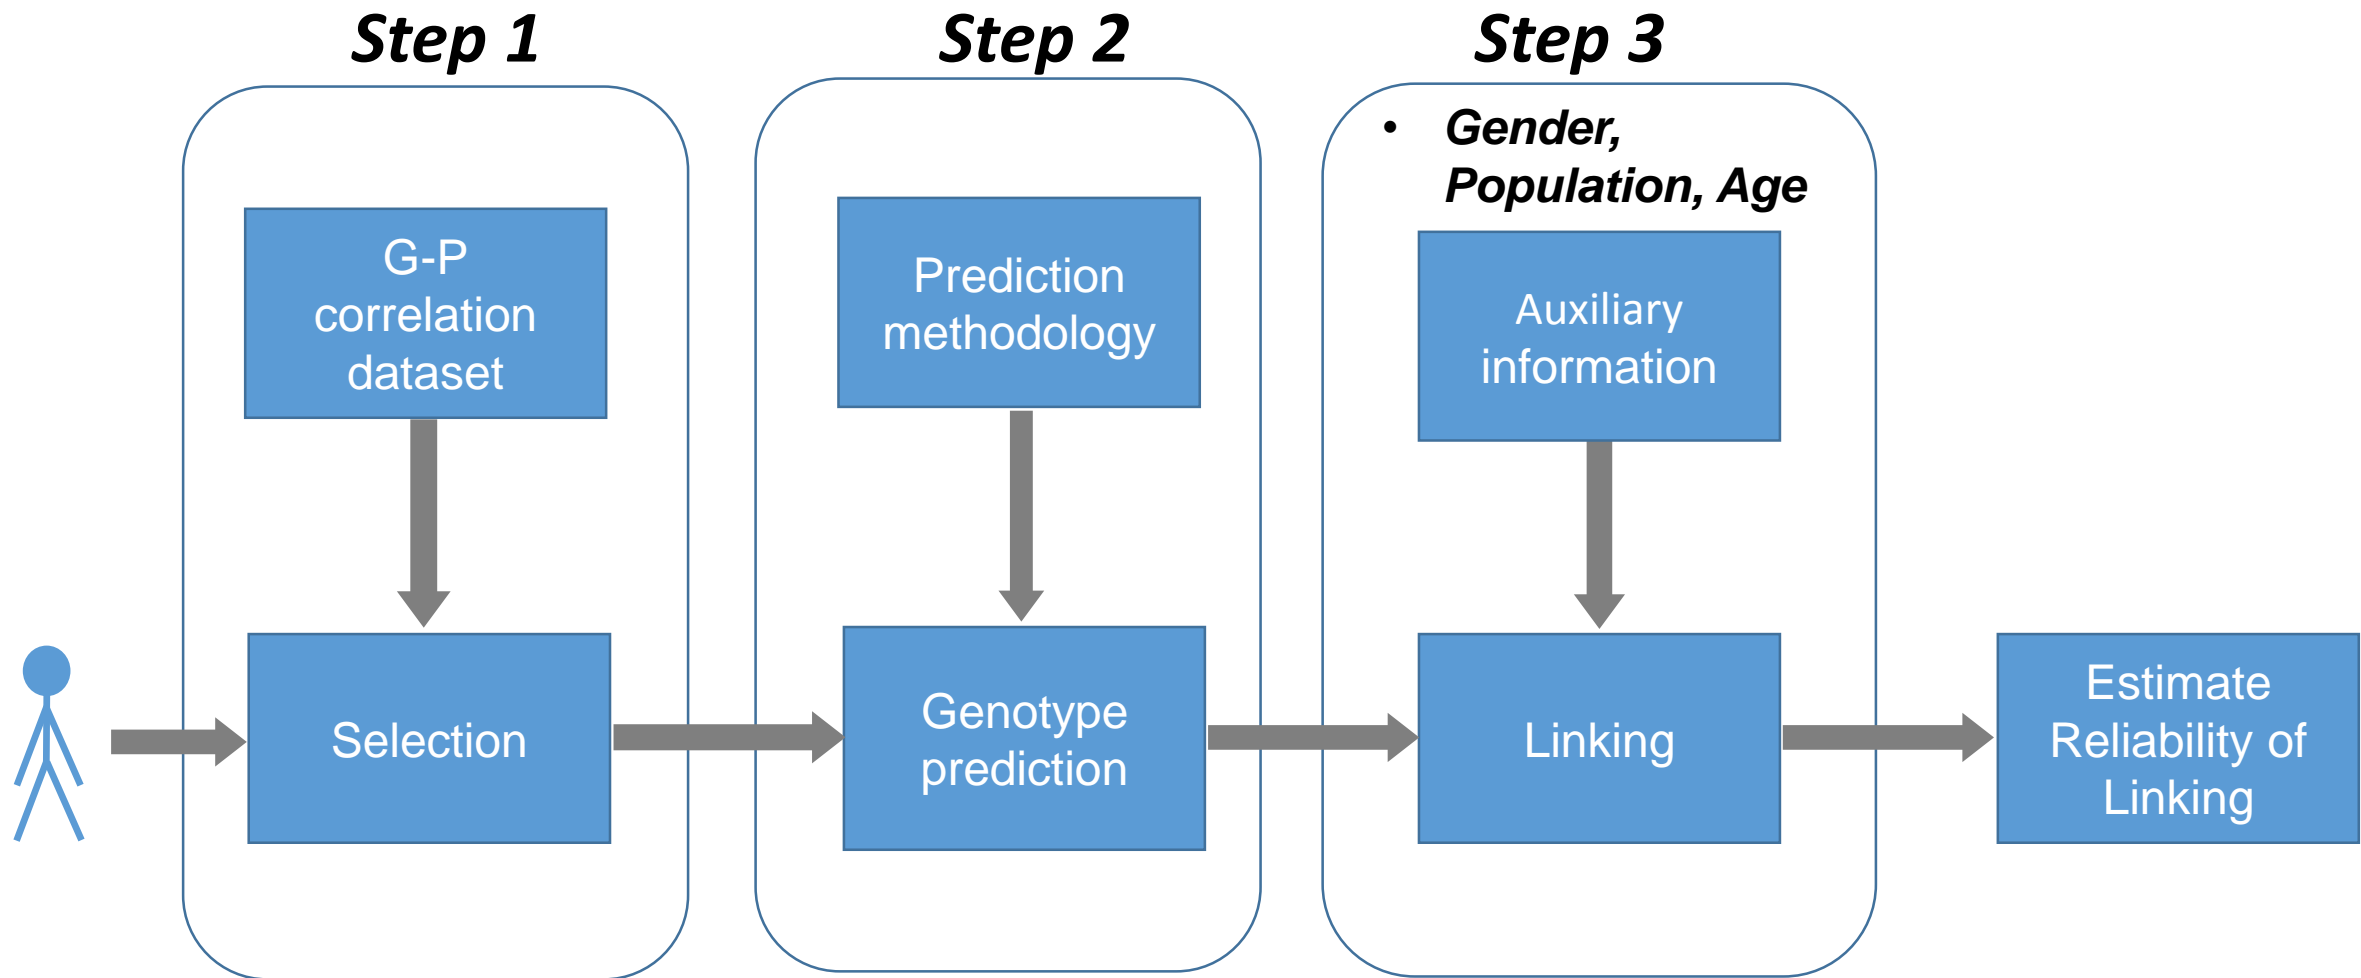 Step 1
Step 2
Step 3
• Gender,
Population, Age
G-P
correlation
dataset
Prediction
methodology
Auxiliary
information
Selection
Genotype
prediction
Linking
Estimate
Reliability of
Linking